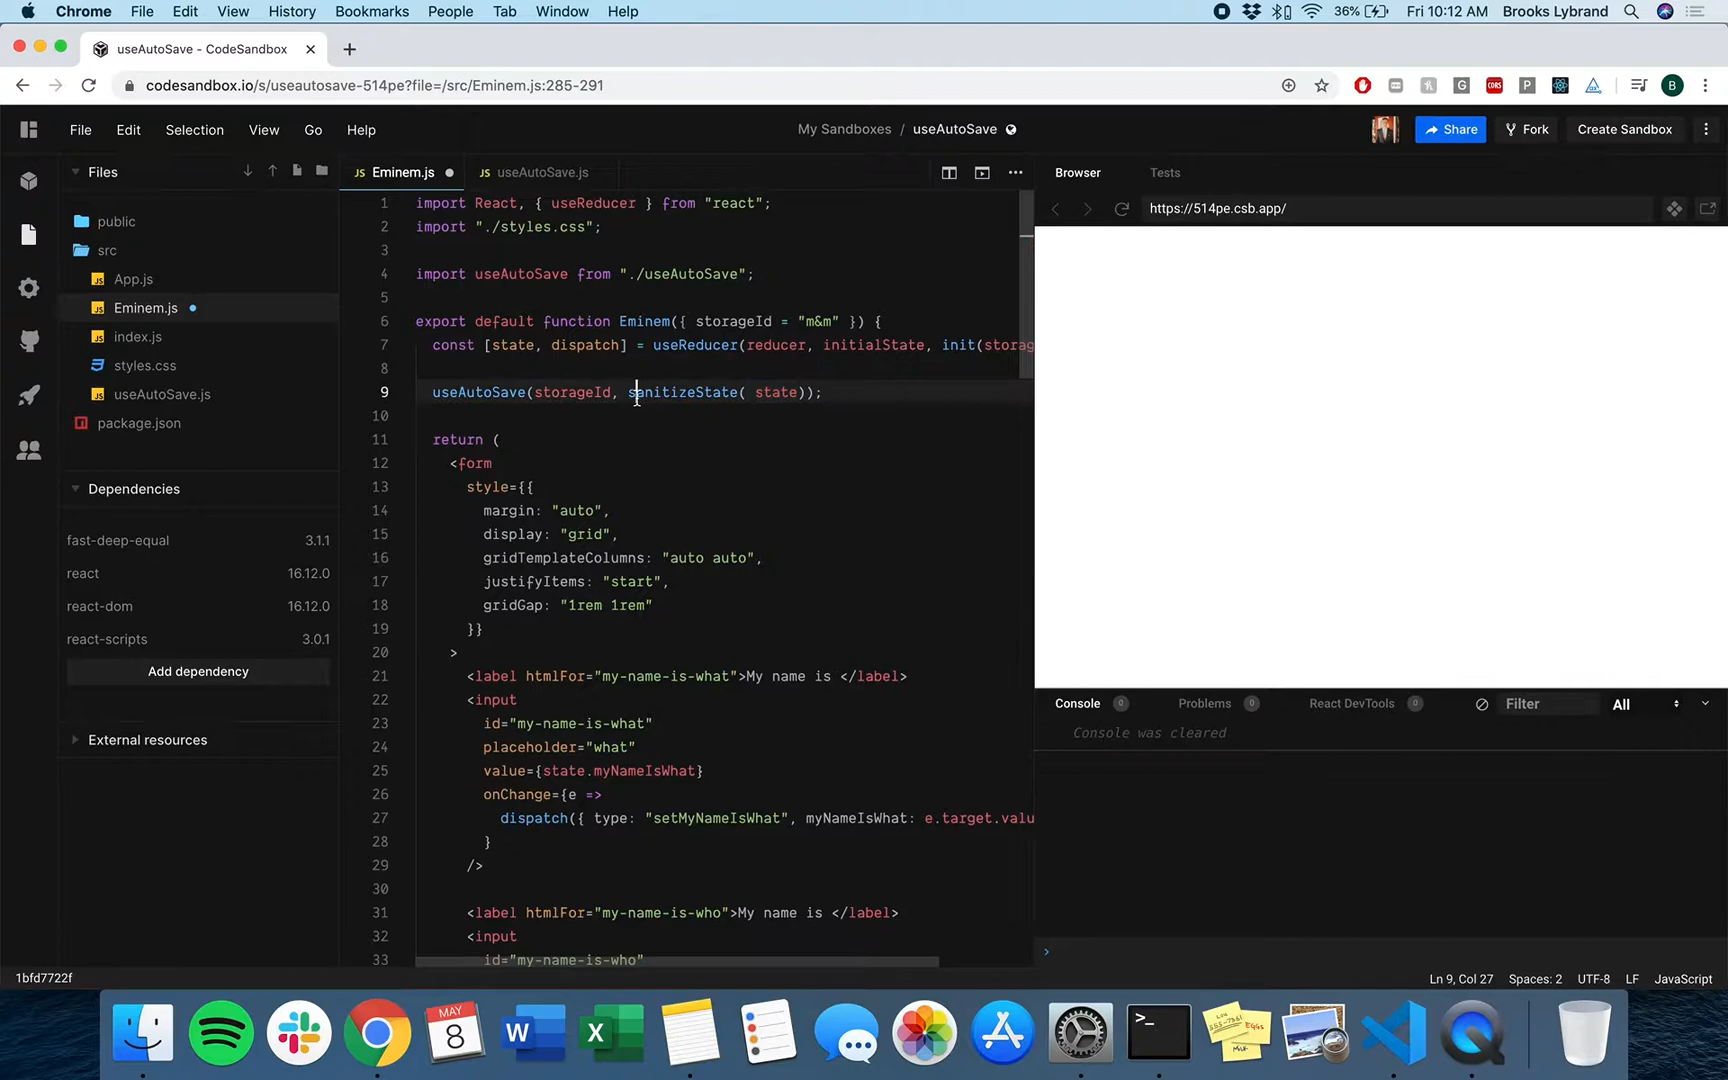 Chrome File Edit View History Bookmarks People Tab Window Help 36% Fri 10:12 AM Brooks Lybrand
useAutoSave - CodeSandbox
codesandbox.io/s/useautosave-514pe?file=/src/Eminem.js:285-291
G CORS P B
File Edit Selection View Go Help
My Sandboxes / useAutoSave
Share Fork Create Sandbox
Files
public
src
JS App.js
JS Eminem.js
JS index.js
styles.css
JS useAutoSave.js
package.json
Dependencies
fast-deep-equal 3.1.1
react 16.12.0
react-dom 16.12.0
react-scripts 3.0.1
Add dependency
External resources
JS Eminem.js JS useAutoSave.js
1 import React, { useReducer } from "react";
2 import "./styles.css";
3
4 import useAutoSave from "./useAutoSave";
5
6 export default function Eminem({ storageId = "m&m" }) {
7 const [state, dispatch] = useReducer(reducer, initialState, init(storag
8
9 useAutoSave(storageId, sanitizeState( state));
10
11 return (
12 <form
13 style={{
14 margin: "auto",
15 display: "grid",
16 gridTemplateColumns: "auto auto",
17 justifyItems: "start",
18 gridGap: "1rem 1rem"
19 }}
20 >
21 <label htmlFor="my-name-is-what">My name is </label>
22 <input
23 id="my-name-is-what"
24 placeholder="what"
25 value={state.myNameIsWhat}
26 onChange={e =>
27 dispatch({ type: "setMyNameIsWhat", myNameIsWhat: e.target.valu
28 }
29 />
30
31 <label htmlFor="my-name-is-who">My name is </label>
32 <input
33 id="my-name-is-who"
Browser Tests
https://514pe.csb.app/
Console 0 Problems 0 React DevTools 0 Filter All
Console was cleared
1bfd7722f
Ln 9, Col 27 Spaces: 2 UTF-8 LF JavaScript
MAY
8
W
X
>_